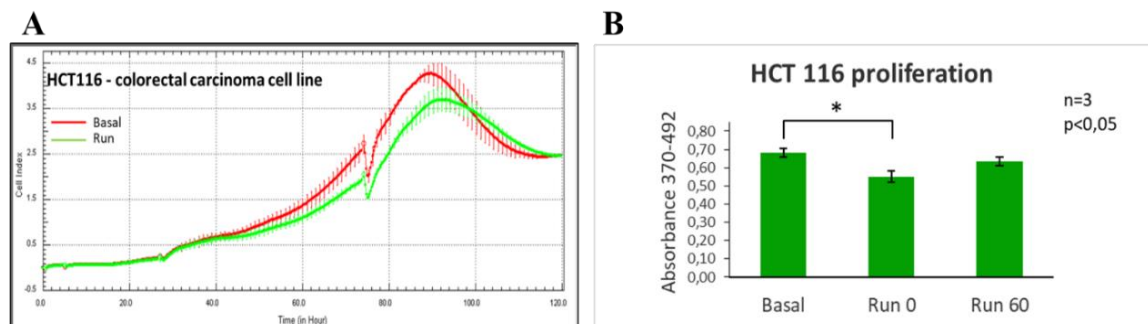 A
HCT116 - colorectal carcinoma cell line
Basal
Run
Cell Index
4.5
3.5
2.5
1.5
0.5
-0.5
0.0
20.0
40.0
60.0
80.0
100.0
120.0
Time (in Hour)
B
HCT 116 proliferation
n=3
p<0,05
*
Absorbance 370-492
0,80
0,70
0,60
0,50
0,40
0,30
0,20
0,10
0,00
Basal
Run 0
Run 60